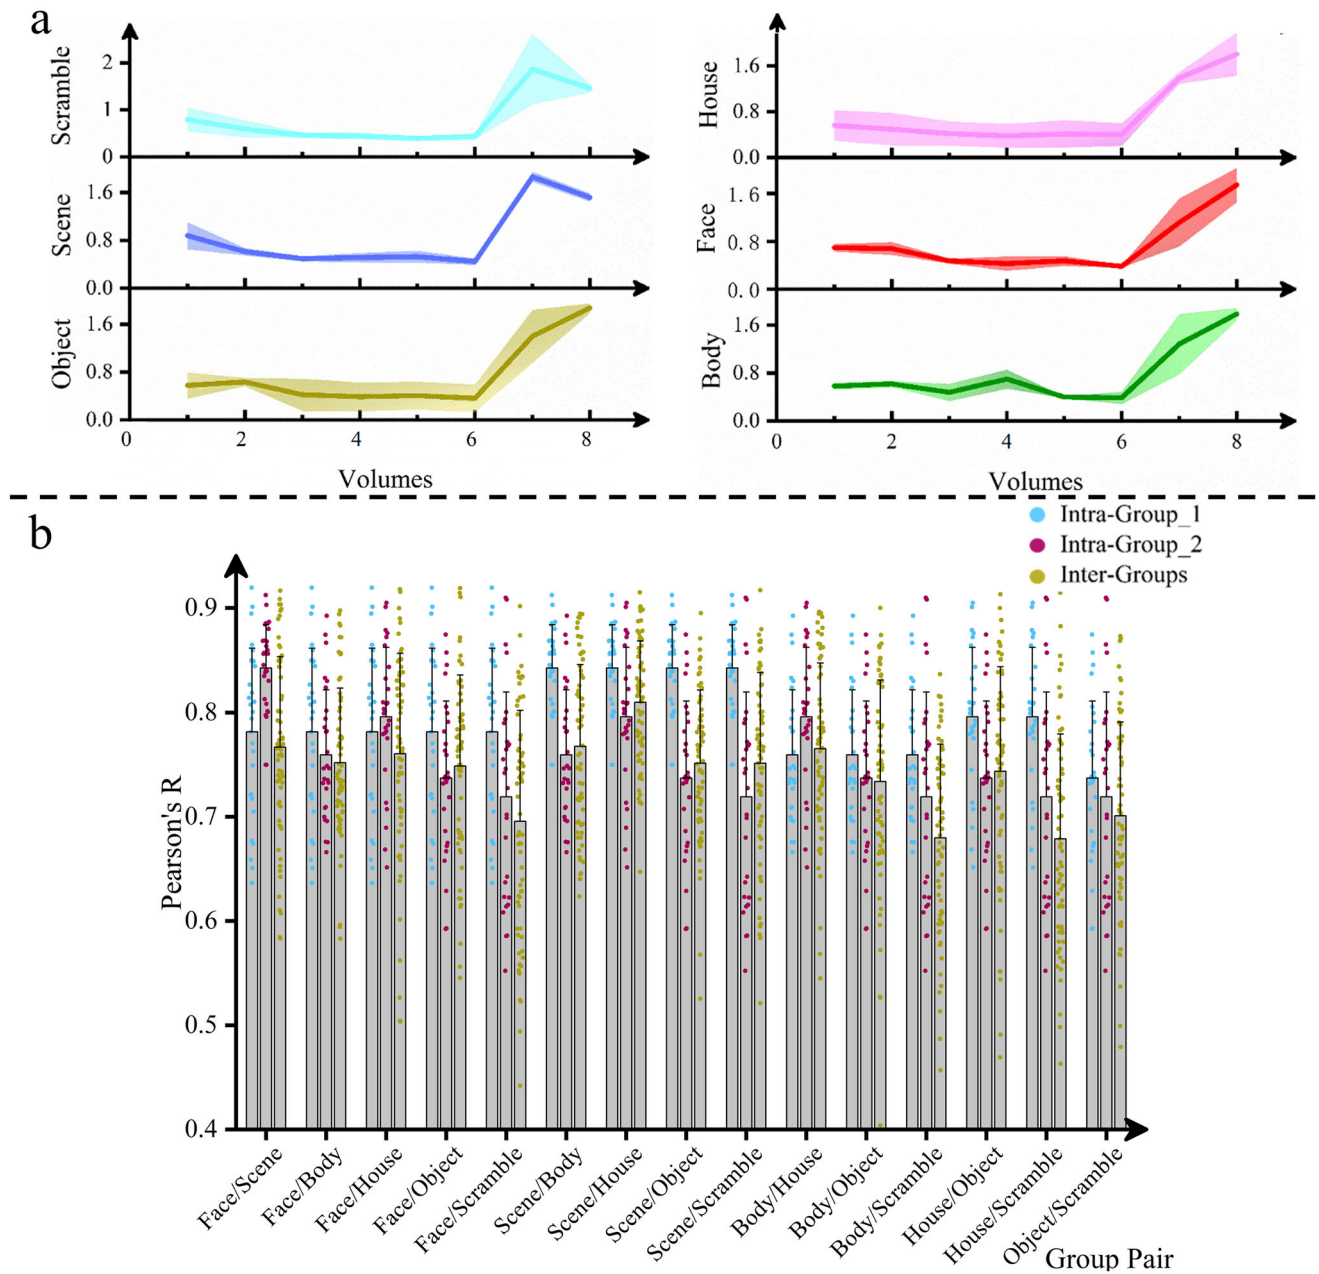 a
Scramble
2
1
0
Scene
1.6
0.8
0.0
Object
1.6
0.8
0.0
0 2 4 6 8
Volumes
House
1.6
0.8
0.0
Face
1.6
0.8
0.0
Body
1.6
0.8
0.0
0 2 4 6 8
Volumes
b
Intra-Group_1
Intra-Group_2
Inter-Groups
Pearson's R
0.9
0.8
0.7
0.6
0.5
0.4
Face/Scene
Face/Body
Face/House
Face/Object
Face/Scramble
Scene/Body
Scene/House
Scene/Object
Scene/Scramble
Body/House
Body/Object
Body/Scramble
House/Object
House/Scramble
Object/Scramble
Group Pair